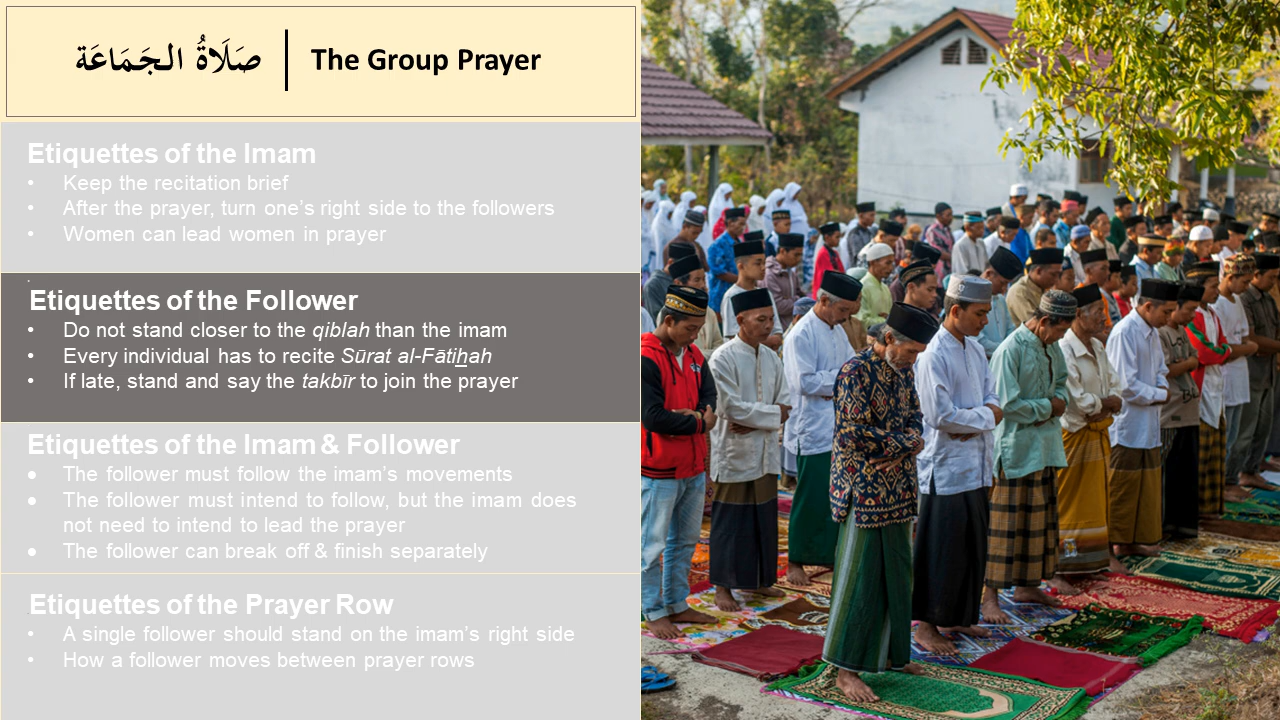 صَلَاةُ الجَمَاعَة | The Group Prayer
Etiquettes of the Imam
• Keep the recitation brief
• After the prayer, turn one’s right side to the followers
• Women can lead women in prayer
.
Etiquettes of the Follower
• Do not stand closer to the qiblah than the imam
• Every individual has to recite Sūrat al-Fātiẖah
• If late, stand and say the takbīr to join the prayer
Etiquettes of the Imam & Follower
• The follower must follow the imam’s movements
• The follower must intend to follow, but the imam does
not need to intend to lead the prayer
• The follower can break off & finish separately
Etiquettes of the Prayer Row
• A single follower should stand on the imam’s right side
• How a follower moves between prayer rows